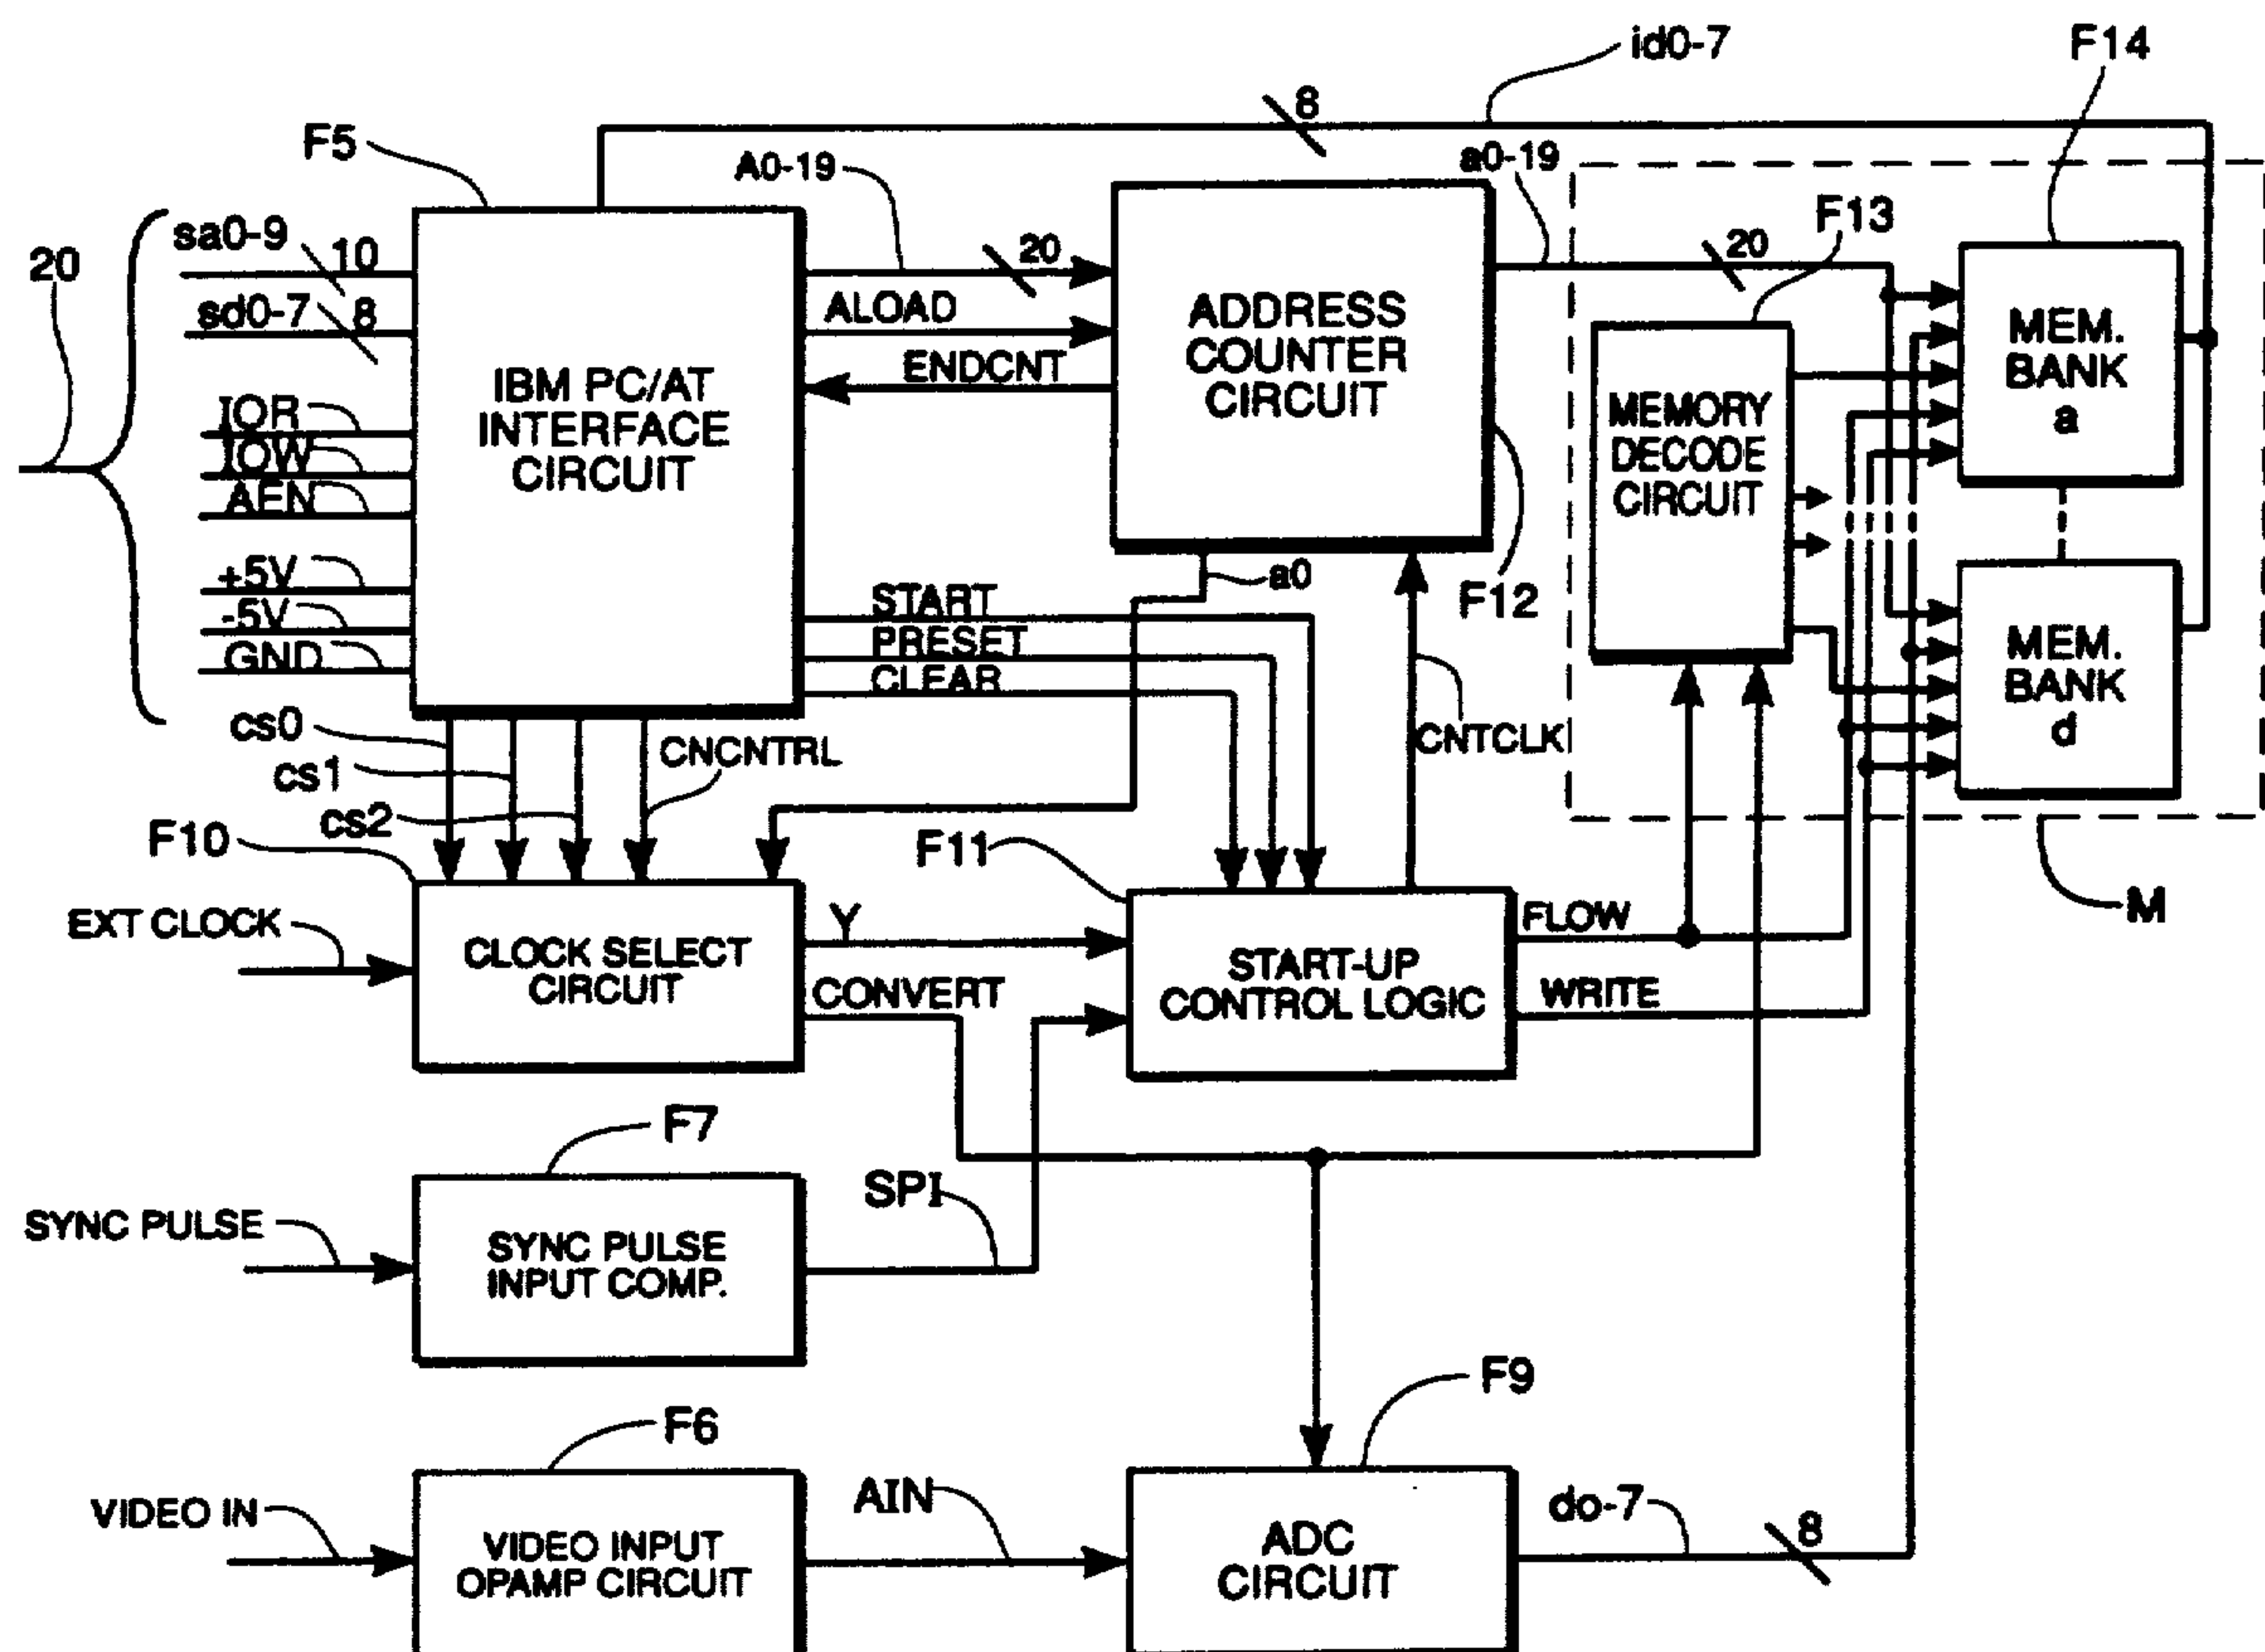 id0-7
F14
8
F5
A0-19
a0-19
F13
sa0-9
10
20
20
20
sd0-7
8
ALOAD
ENDCNT
IBM PC/AT
INTERFACE
CIRCUIT
ADDRESS
COUNTER
CIRCUIT
MEMORY
DECODE
CIRCUIT
MEM.
BANK
a
IOR
IOW
AEN
+5V
-5V
GND
a0
F12
START
PRESET
CLEAR
MEM.
BANK
d
cs0
cs1
cs2
CNCNTRL
CNTCLK
F10
F11
M
EXT CLOCK
CLOCK SELECT
CIRCUIT
Y
CONVERT
START-UP
CONTROL LOGIC
FLOW
WRITE
F7
SYNC PULSE
SYNC PULSE
INPUT COMP.
SPI
F6
F9
VIDEO IN
VIDEO INPUT
OPAMP CIRCUIT
AIN
ADC
CIRCUIT
do-7
8